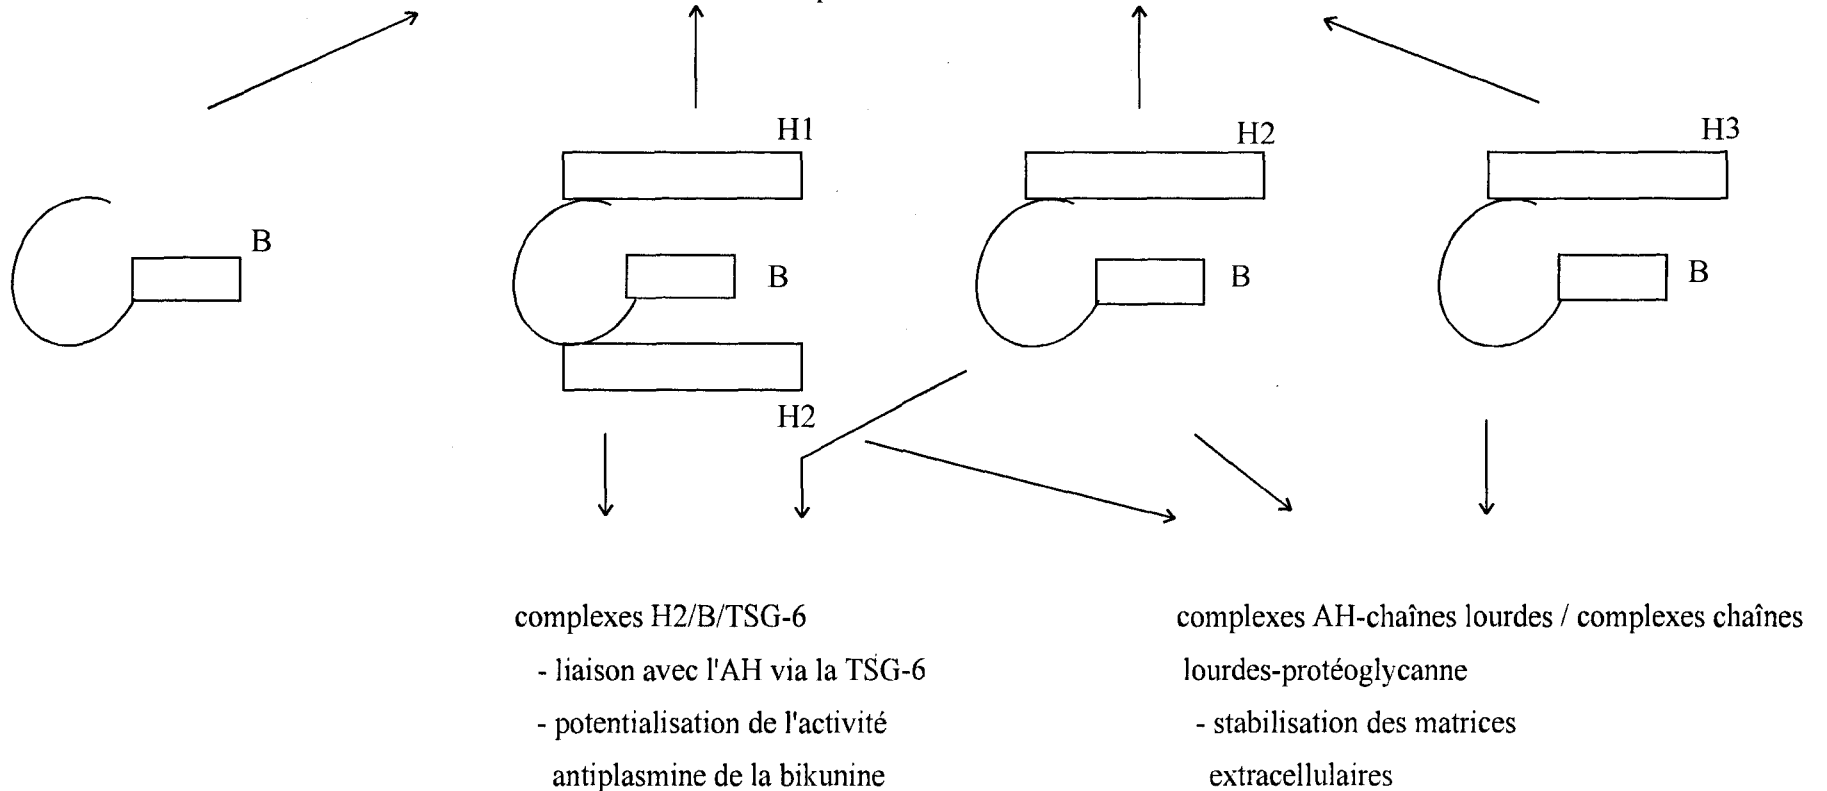 H1
H2
H3
B
B
B
B
H2
complexes H2/B/TSG-6
- liaison avec l'AH via la TSG-6
- potentialisation de l'activité
antiplasmine de la bikunine
complexes AH-chaînes lourdes / complexes chaînes
lourdes-protéoglycanne
- stabilisation des matrices
extracellulaires